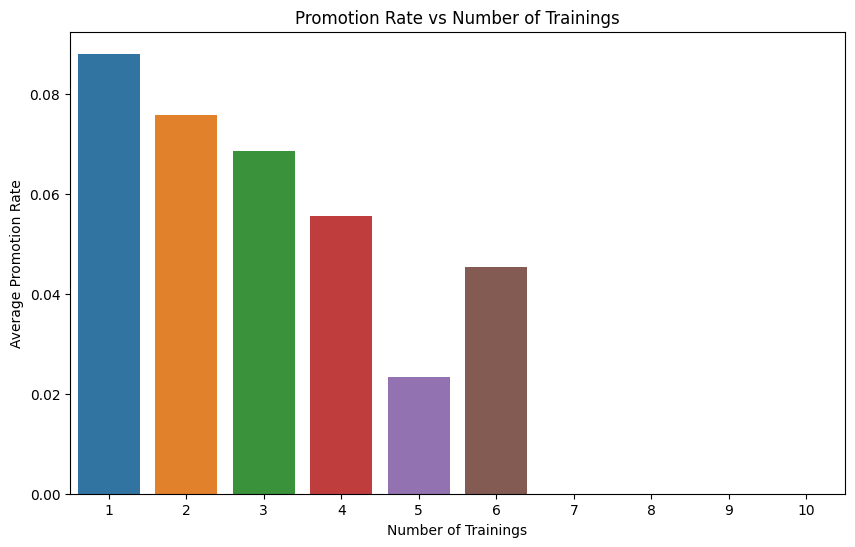 Promotion Rate vs Number of Trainings
Average Promotion Rate
0.08
0.06
0.04
0.02
0.00
1 2 3 4 5 6 7 8 9 10
Number of Trainings